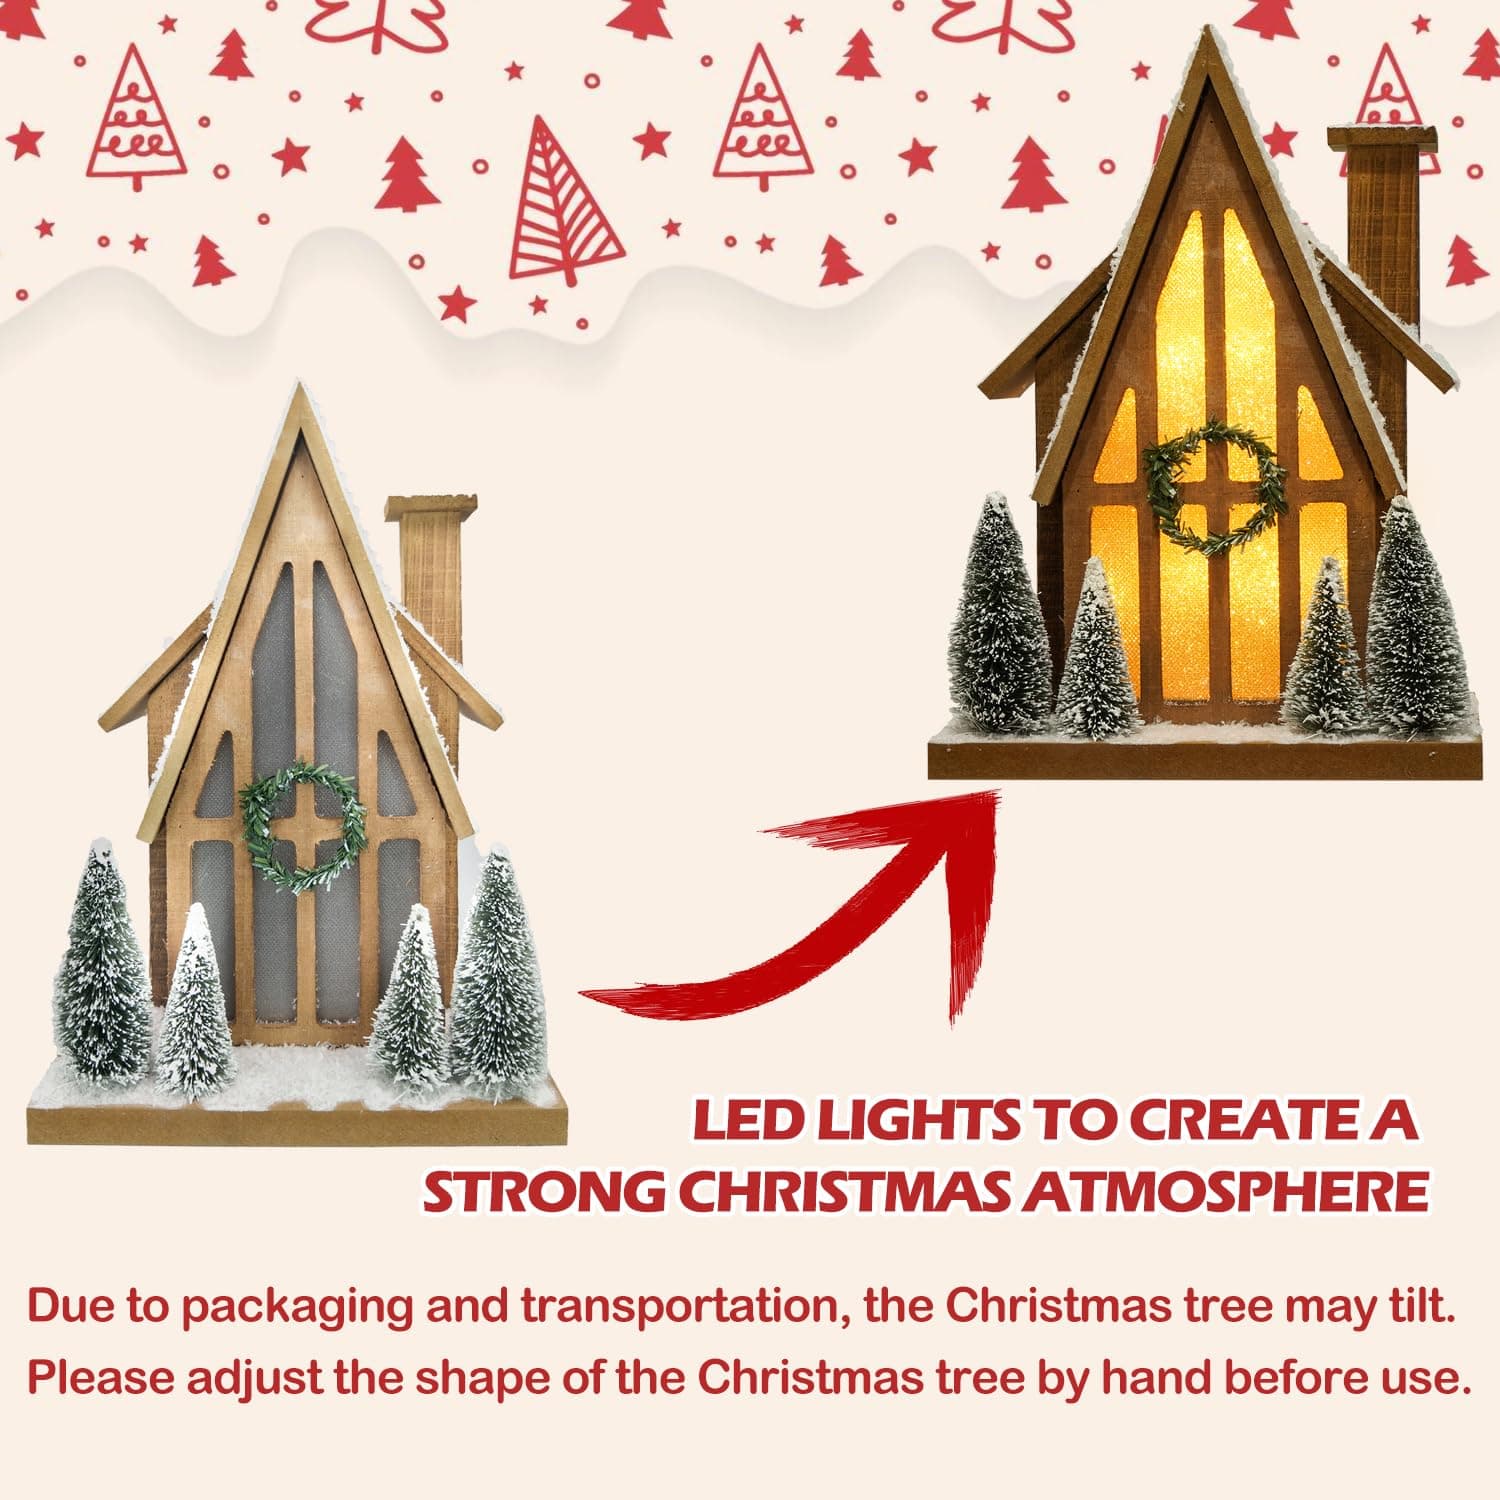 LED LIGHTS TO CREATE A
STRONG CHRISTMAS ATMOSPHERE
Due to packaging and transportation, the Christmas tree may tilt.
Please adjust the shape of the Christmas tree by hand before use.